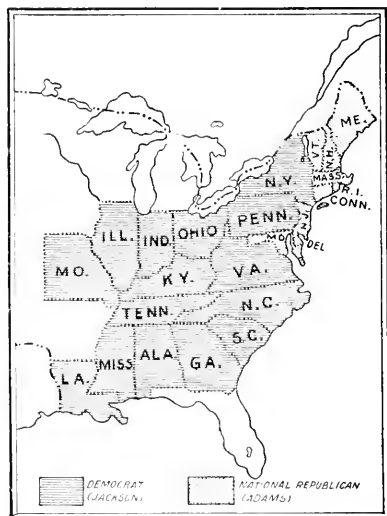 ME.
VT.
N.H.
MASS.
R.I.
CONN.
N.Y.
PENN.
N.J.
DEL
MD.
OHIO
IND.
ILL.
MO.
KY.
VA.
TENN.
N.C.
S.C.
MISS
ALA.
GA.
LA.
DEMOCRAT
(JACKSON)
NATIONAL REPUBLICAN
(ADAMS)